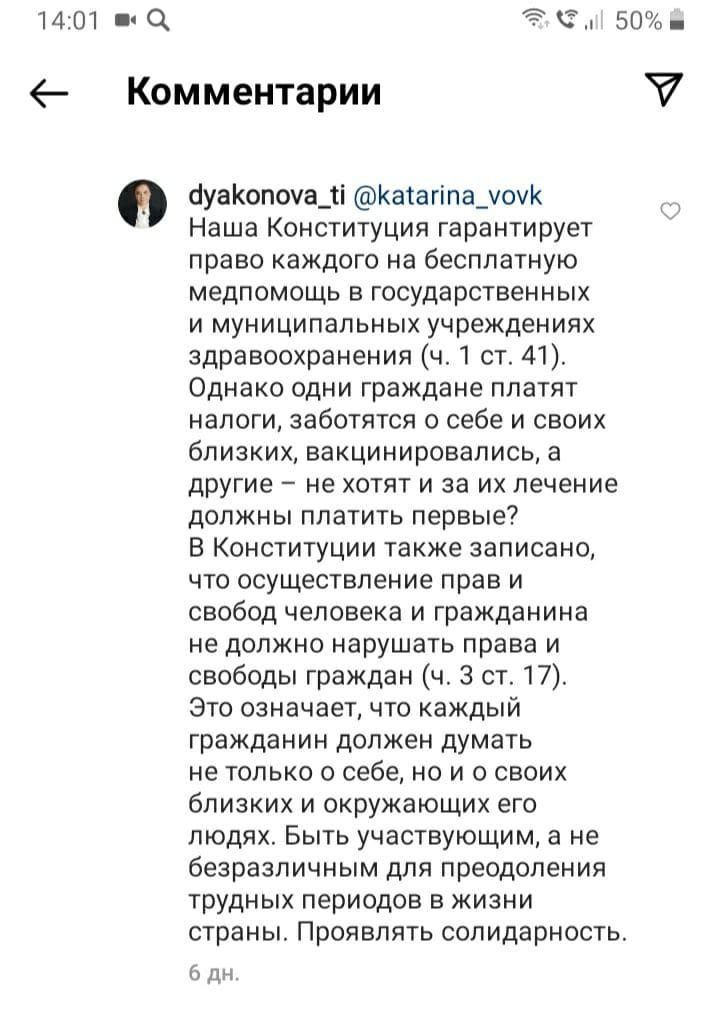 14:01
50%
Комментарии
dyakonova_ti @katarina_vovk
Наша Конституция гарантирует
право каждого на бесплатную
медпомощь в государственных
и муниципальных учреждениях
здравоохранения (ч. 1 ст. 41).
Однако одни граждане платят
налоги, заботятся о себе и своих
близких, вакцинировались, а
другие – не хотят и за их лечение
должны платить первые?
В Конституции также записано,
что осуществление прав и
свобод человека и гражданина
не должно нарушать права и
свободы граждан (ч. 3 ст. 17).
Это означает, что каждый
гражданин должен думать
не только о себе, но и о своих
близких и окружающих его
людях. Быть участвующим, а не
безразличным для преодоления
трудных периодов в жизни
страны. Проявлять солидарность.
6 дн.